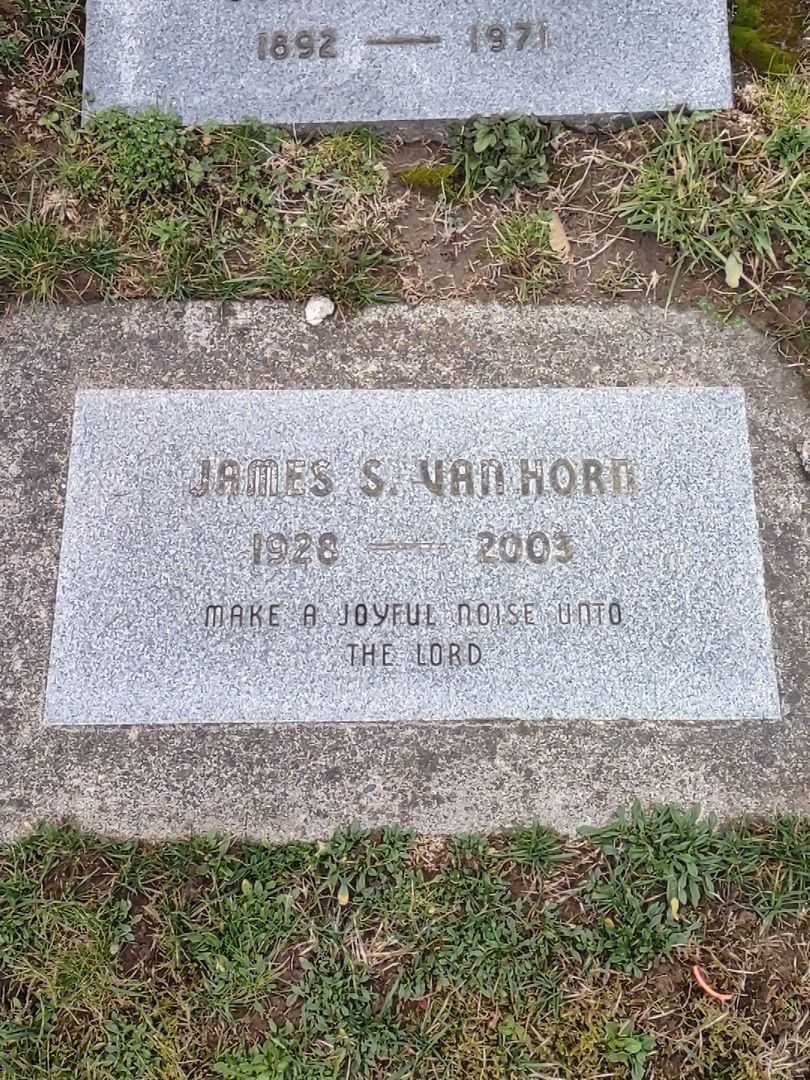 1892 — 1971
JAMES S. VAN HORN
1928 — 2003
MAKE A JOYFUL NOISE UNTO
THE LORD